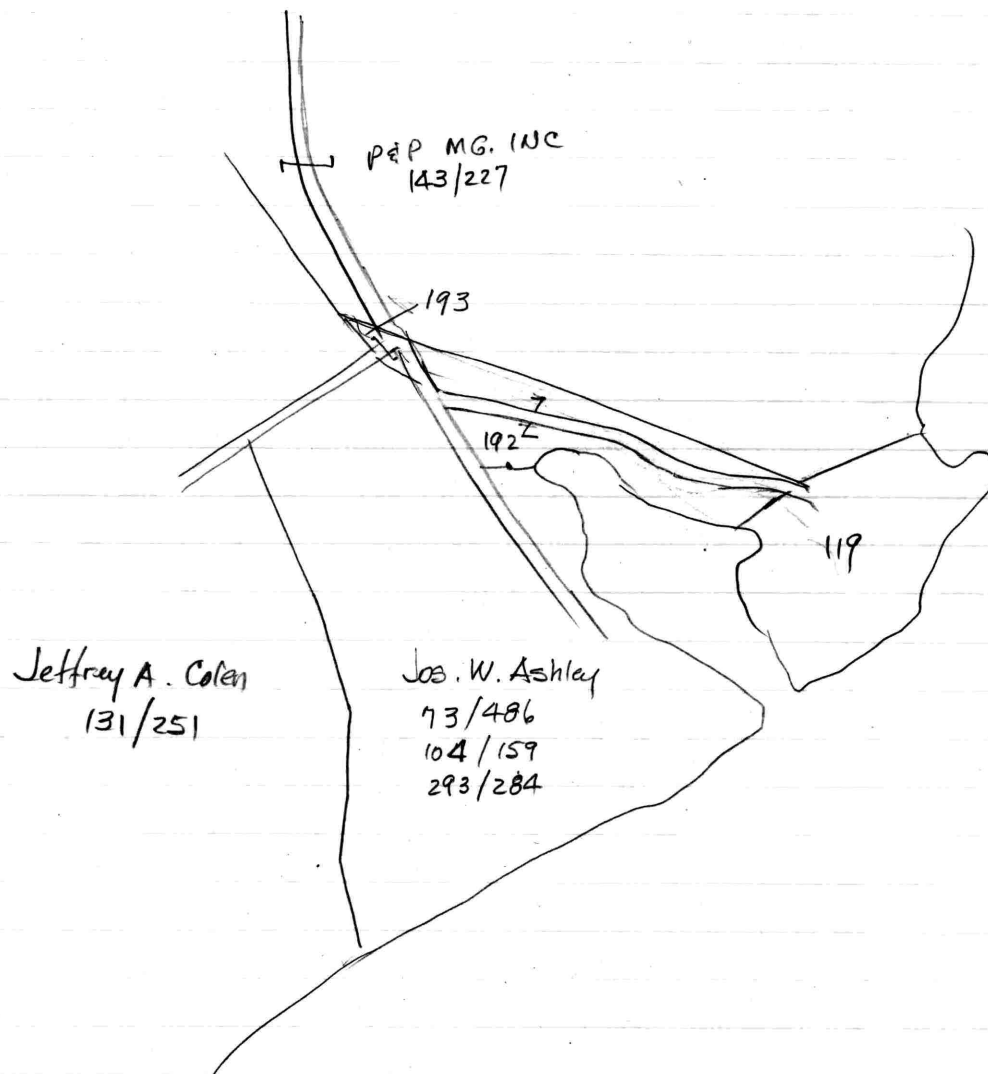 P&P MG. INC
143/227
193
192
119
Jeffrey A. Colen
131/251
Jos. W. Ashley
73/486
104/159
293/284